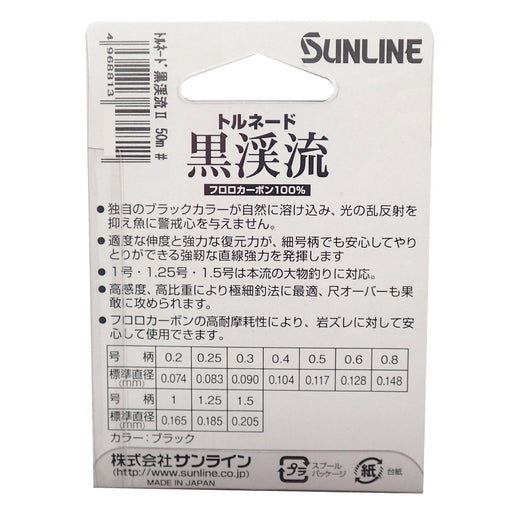 SUNLINE
トルネード
黒渓流
フロロカーボン100%
●独自のブラックカラーが自然に溶け込み、光の乱反射を
抑え魚に警戒心を与えません。
●適度な伸度と強力な復元力が、細号柄でも安心してやり
とりができる強靭な直線強力を発揮します
●1号・1.25号・1.5号は本流の大物釣りに対応。
●高感度、高比重により極細釣法に最適、尺オーバーも果
敢に攻められます。
●フロロカーボンの高耐摩耗性により、岩ズレに対して安
心して使用できます。
号 柄 0.2 0.25 0.3 0.4 0.5 0.6 0.8
標準直径(mm) 0.074 0.083 0.090 0.104 0.117 0.128 0.148
号 柄 1 1.25 1.5
標準直径(mm) 0.165 0.185 0.205
カラー:ブラック
株式会社サンライン
(http://www.sunline.co.jp)
MADE IN JAPAN
プラ
スプール
パッケージ
紙
台紙
トルネード黒渓流II 50m #
4 968813